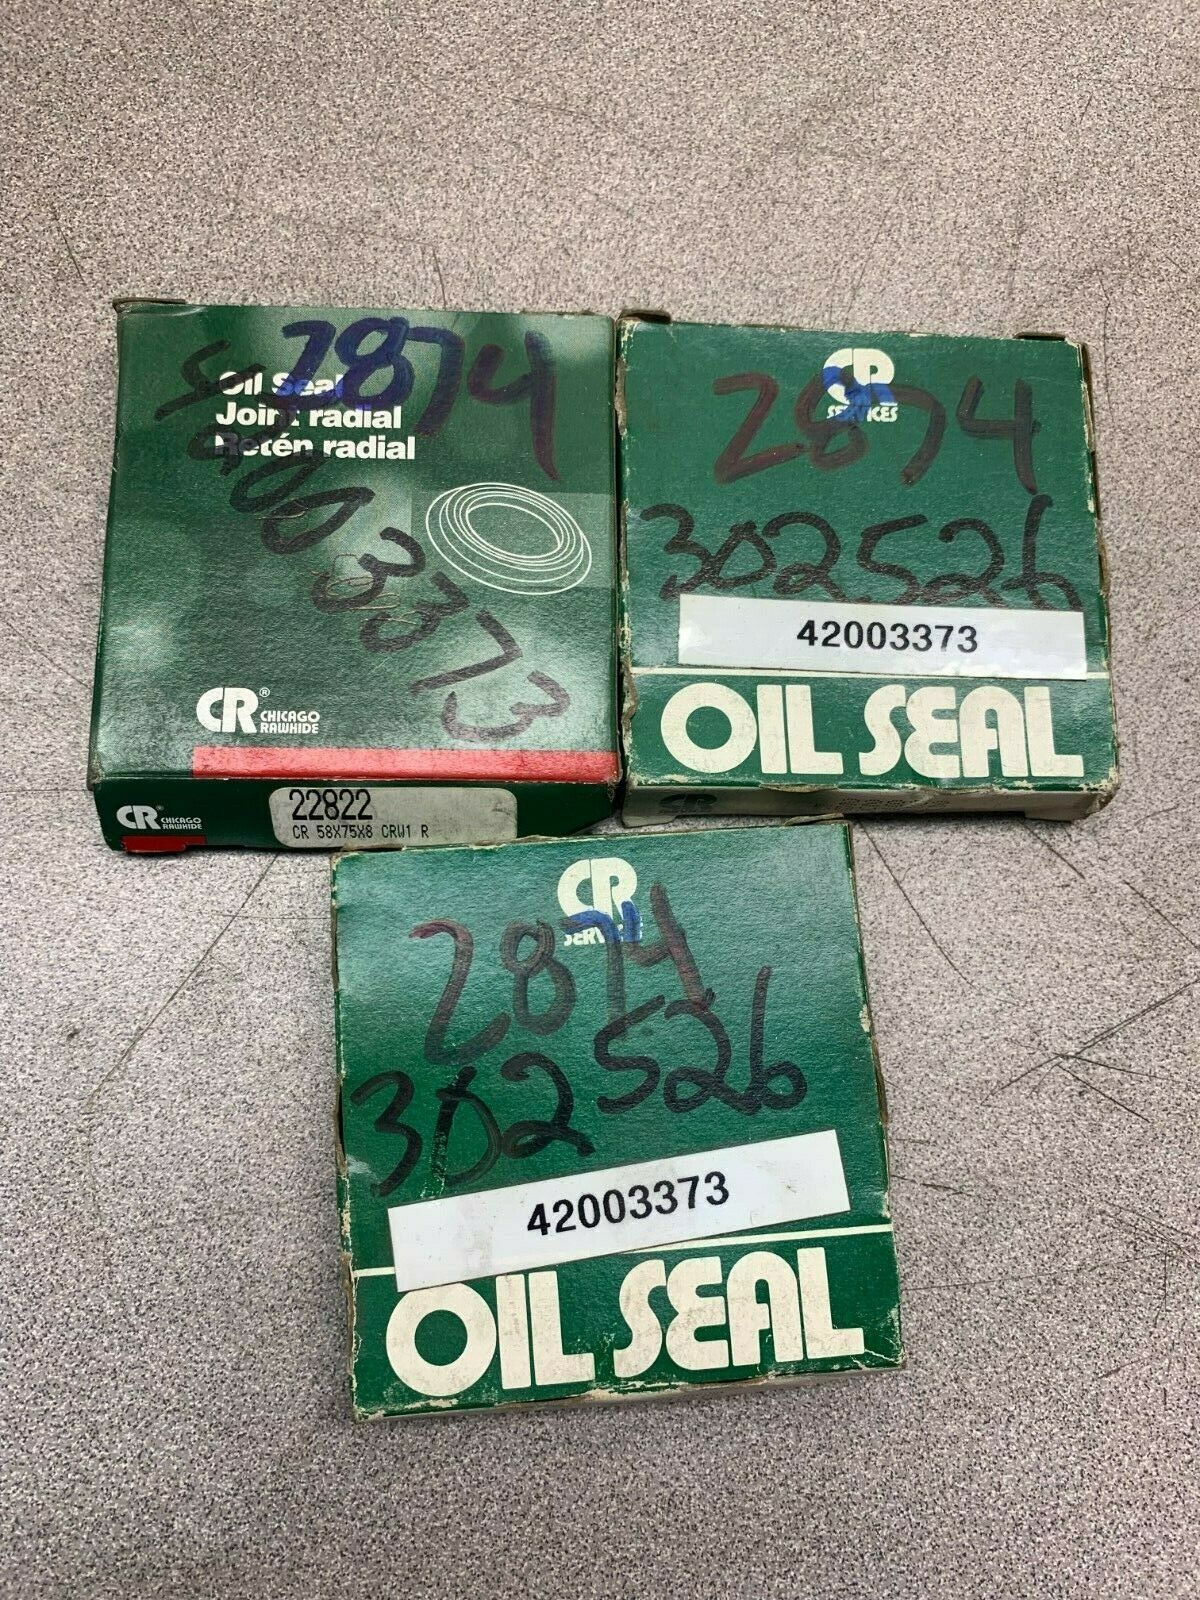 2874
Oil Seal
Joint radial
Retén radial
42003373
CR® CHICAGO
RAWHIDE
CR CHICAGO
RAWHIDE
22822
CR 58X75X8 CRW1 R
CR
SERVICES
2874
302526
42003373
OIL SEAL
CR
SERVICES
2874
302526
42003373
OIL SEAL